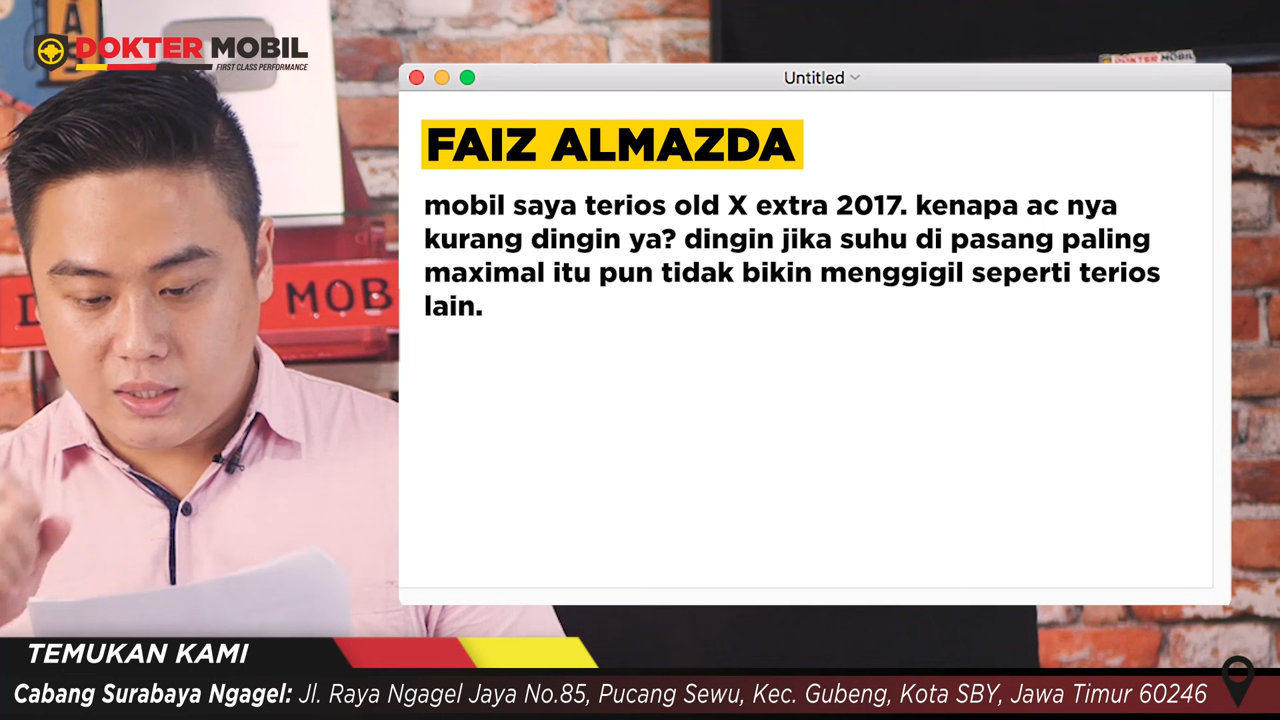 DOKTER MOBIL
FIRST CLASS PERFORMANCE
DOKTER MOBIL
Untitled
FAIZ ALMAZDA
mobil saya terios old X extra 2017. kenapa ac nya
kurang dingin ya? dingin jika suhu di pasang paling
maximal itu pun tidak bikin menggigil seperti terios
lain.
MOB
TEMUKAN KAMI
Cabang Surabaya Ngagel: Jl. Raya Ngagel Jaya No.85, Pucang Sewu, Kec. Gubeng, Kota SBY, Jawa Timur 60246